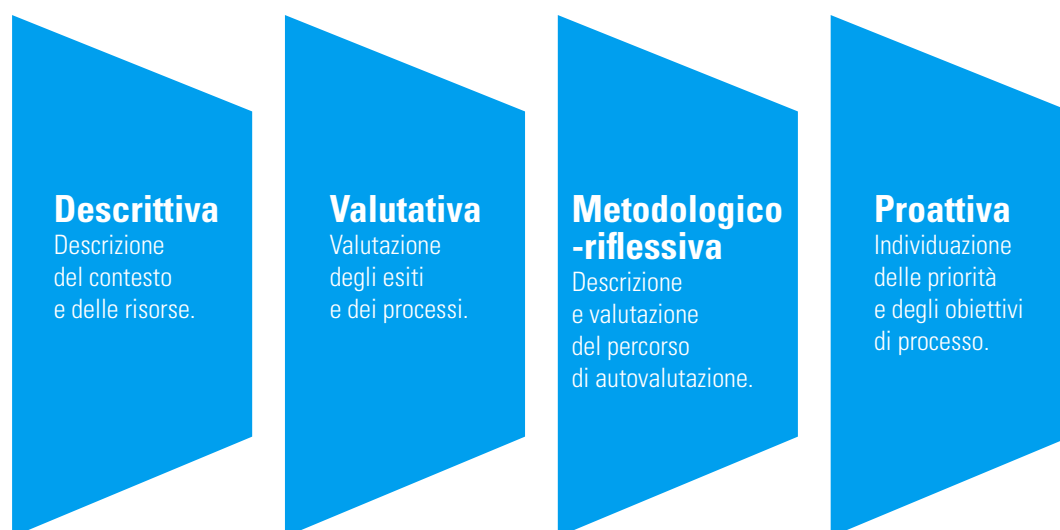 Descrittiva
Descrizione
del contesto
e delle risorse.
Valutativa
Valutazione
degli esiti
e dei processi.
Metodologico
-riflessiva
Descrizione
e valutazione
del percorso
di autovalutazione.
Proattiva
Individuazione
delle priorità
e degli obiettivi
di processo.